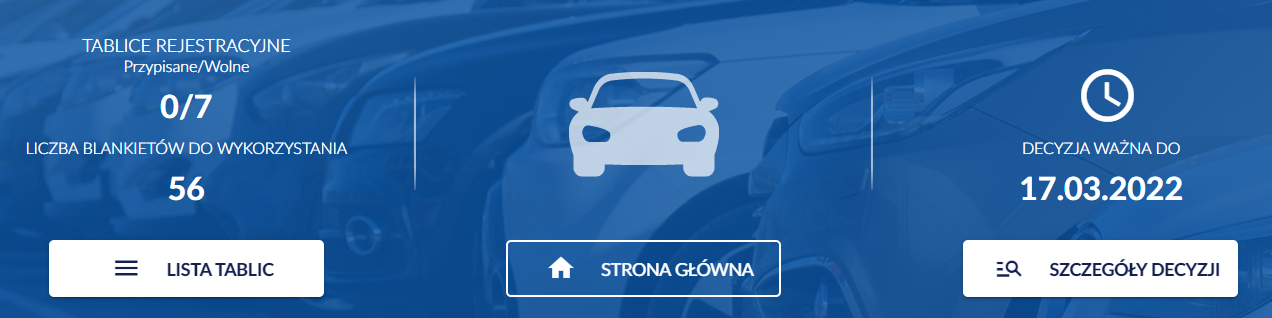 TABLICE REJESTRACYJNE
Przypisane/Wolne
0/7
LICZBA BLANKIETÓW DO WYKORZYSTANIA
56
LISTA TABLIC
STRONA GŁÓWNA
DECYZJA WAŻNA DO
17.03.2022
SZCZEGÓŁY DECYZJI